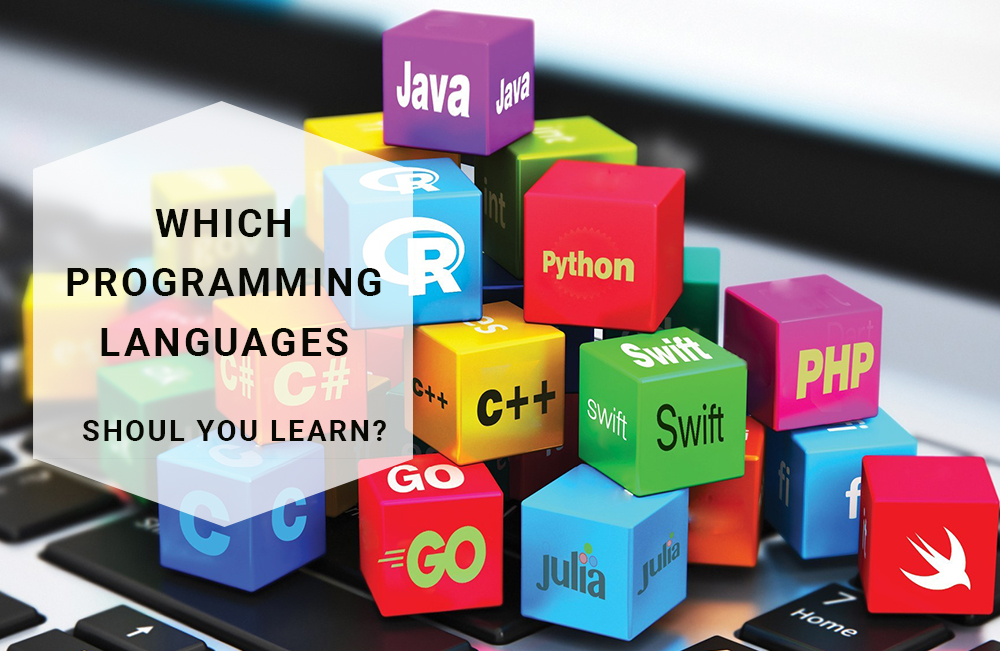 Java Java
R
R
Python
WHICH
PROGRAMMING
LANGUAGES
SHOUL YOU LEARN?
C# C#
C++ C++
Swift
swift Swift
PHP
fi f
C
C C
GO
GO
julia julia
7
Home